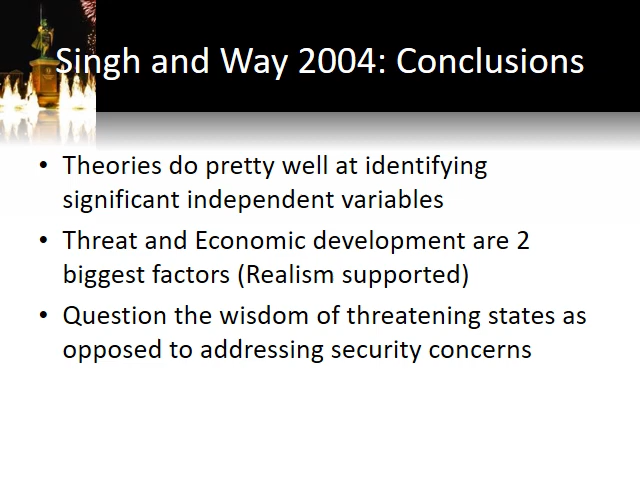 Singh and Way 2004: Conclusions
• Theories do pretty well at identifying
significant independent variables
• Threat and Economic development are 2
biggest factors (Realism supported)
• Question the wisdom of threatening states as
opposed to addressing security concerns